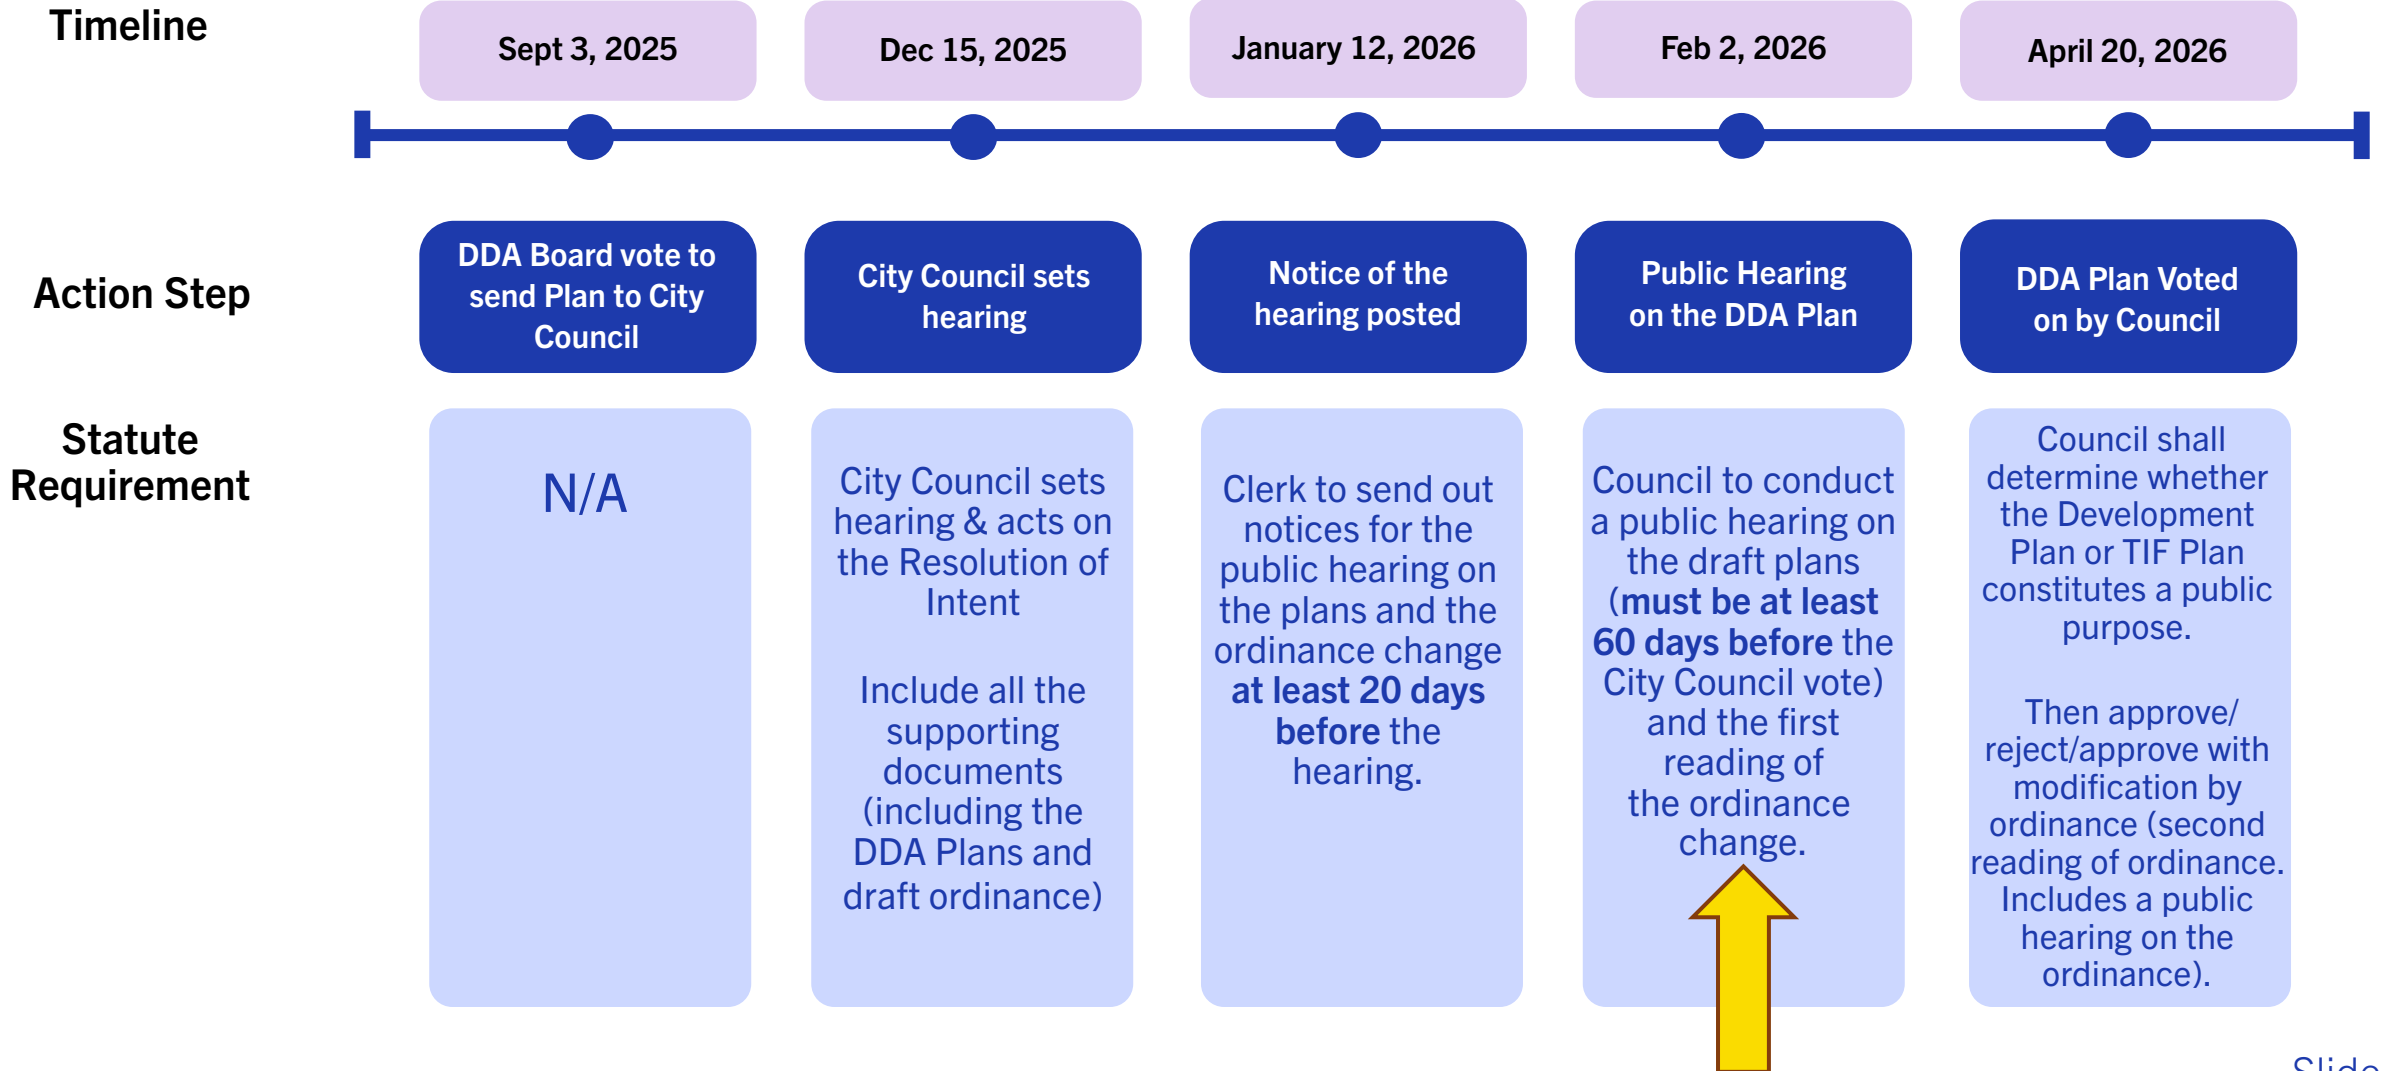 Timeline
Sept 3, 2025
Dec 15, 2025
January 12, 2026
Feb 2, 2026
April 20, 2026
Action Step
DDA Board vote to
send Plan to City
Council
City Council sets
hearing
Notice of the
hearing posted
Public Hearing
on the DDA Plan
DDA Plan Voted
on by Council
Statute
Requirement
N/A
City Council sets
hearing & acts on
the Resolution of
Intent
Include all the
supporting
documents
(including the
DDA Plans and
draft ordinance)
Clerk to send out
notices for the
public hearing on
the plans and the
ordinance change
at least 20 days
before the
hearing.
Council to conduct
a public hearing on
the draft plans
(must be at least
60 days before the
City Council vote)
and the first
reading of
the ordinance
change.
Council shall
determine whether
the Development
Plan or TIF Plan
constitutes a public
purpose.
Then approve/
reject/approve with
modification by
ordinance (second
reading of ordinance.
Includes a public
hearing on the
ordinance).
Slide